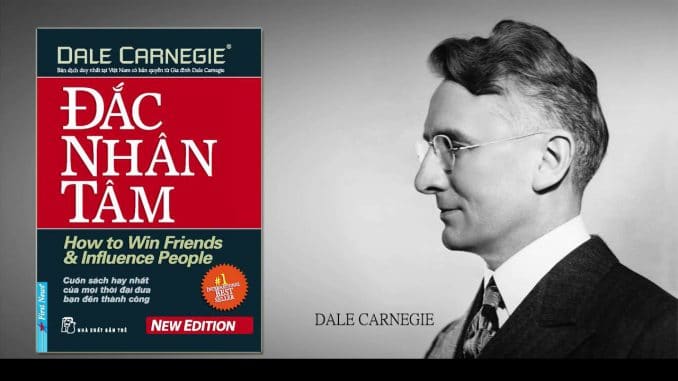 DALE CARNEGIE®
Bản dịch duy nhất tại Việt Nam có bản quyền từ Gia đình Dale Carnegie
ĐẮC
NHÂN
TÂM
How to Win Friends
& Influence People
Cuốn sách hay nhất
của mọi thời đại đưa
bạn đến thành công
#1
INTERNATIONAL
BEST
SELLER
First News
NHÀ XUẤT BẢN TRẺ
NEW EDITION
DALE CARNEGIE